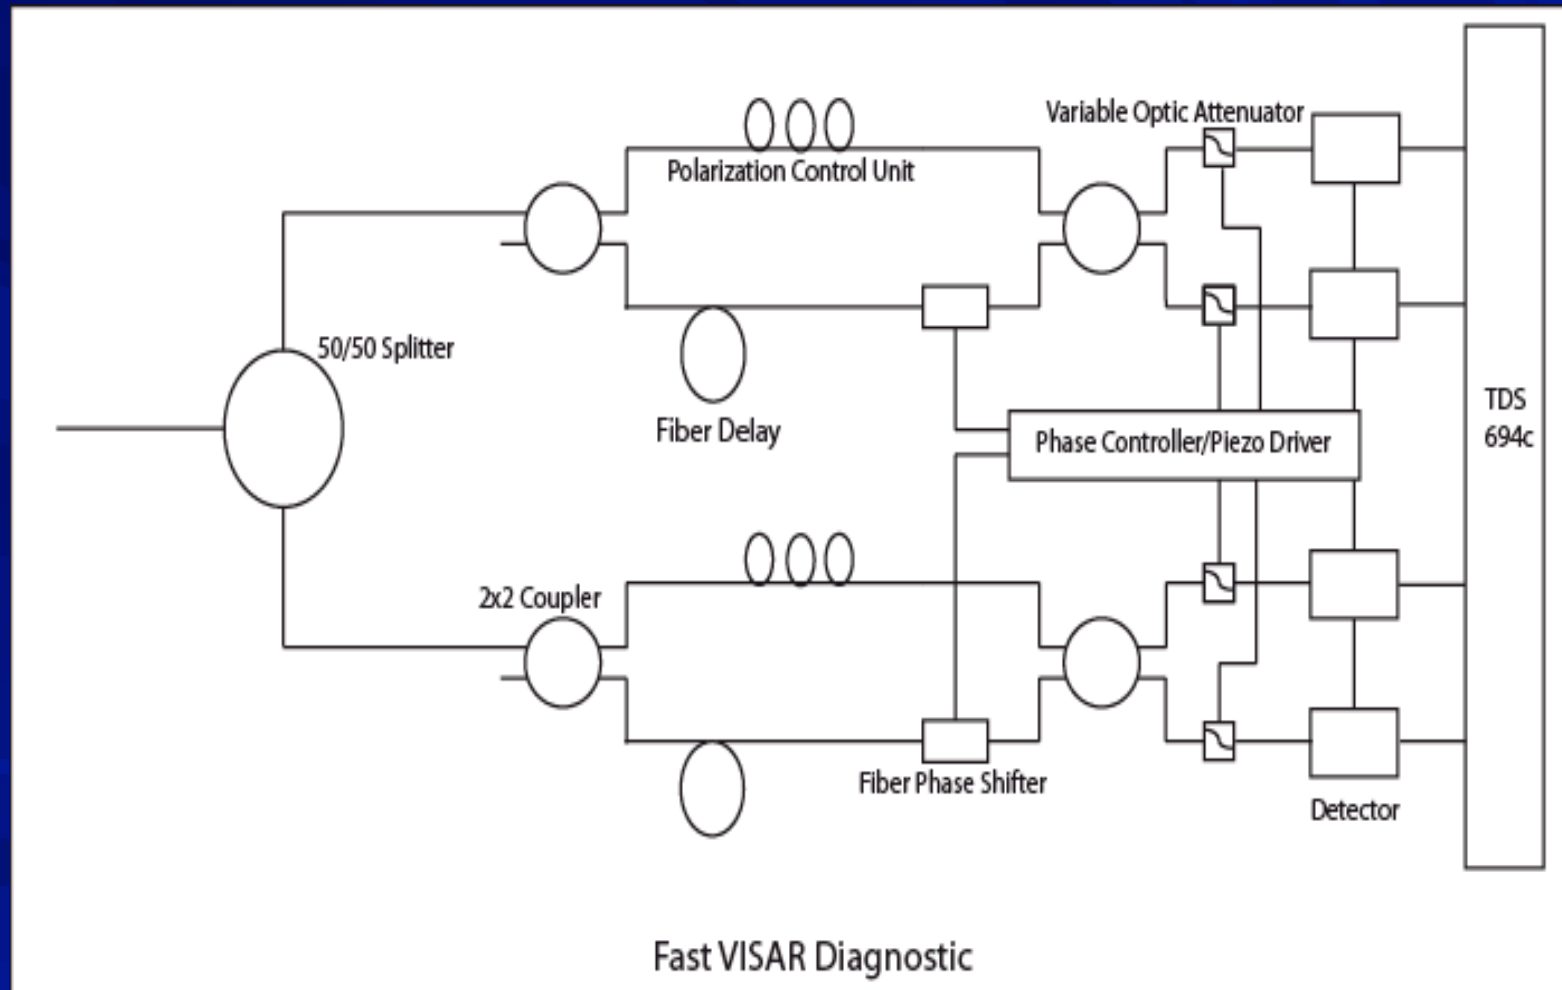 Variable Optic Attenuator
Polarization Control Unit
50/50 Splitter
Fiber Delay
Phase Controller/Piezo Driver
TDS
694c
2x2 Coupler
Fiber Phase Shifter
Detector
Fast VISAR Diagnostic